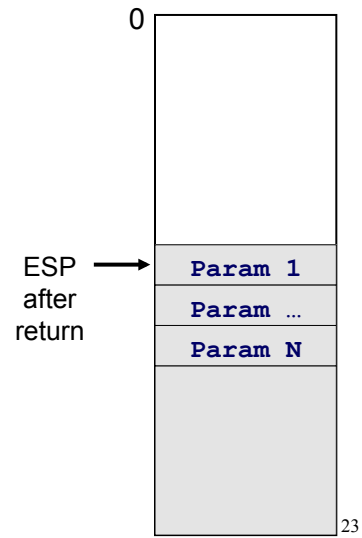 0
ESP
after
return
Param 1
Param …
Param N
23